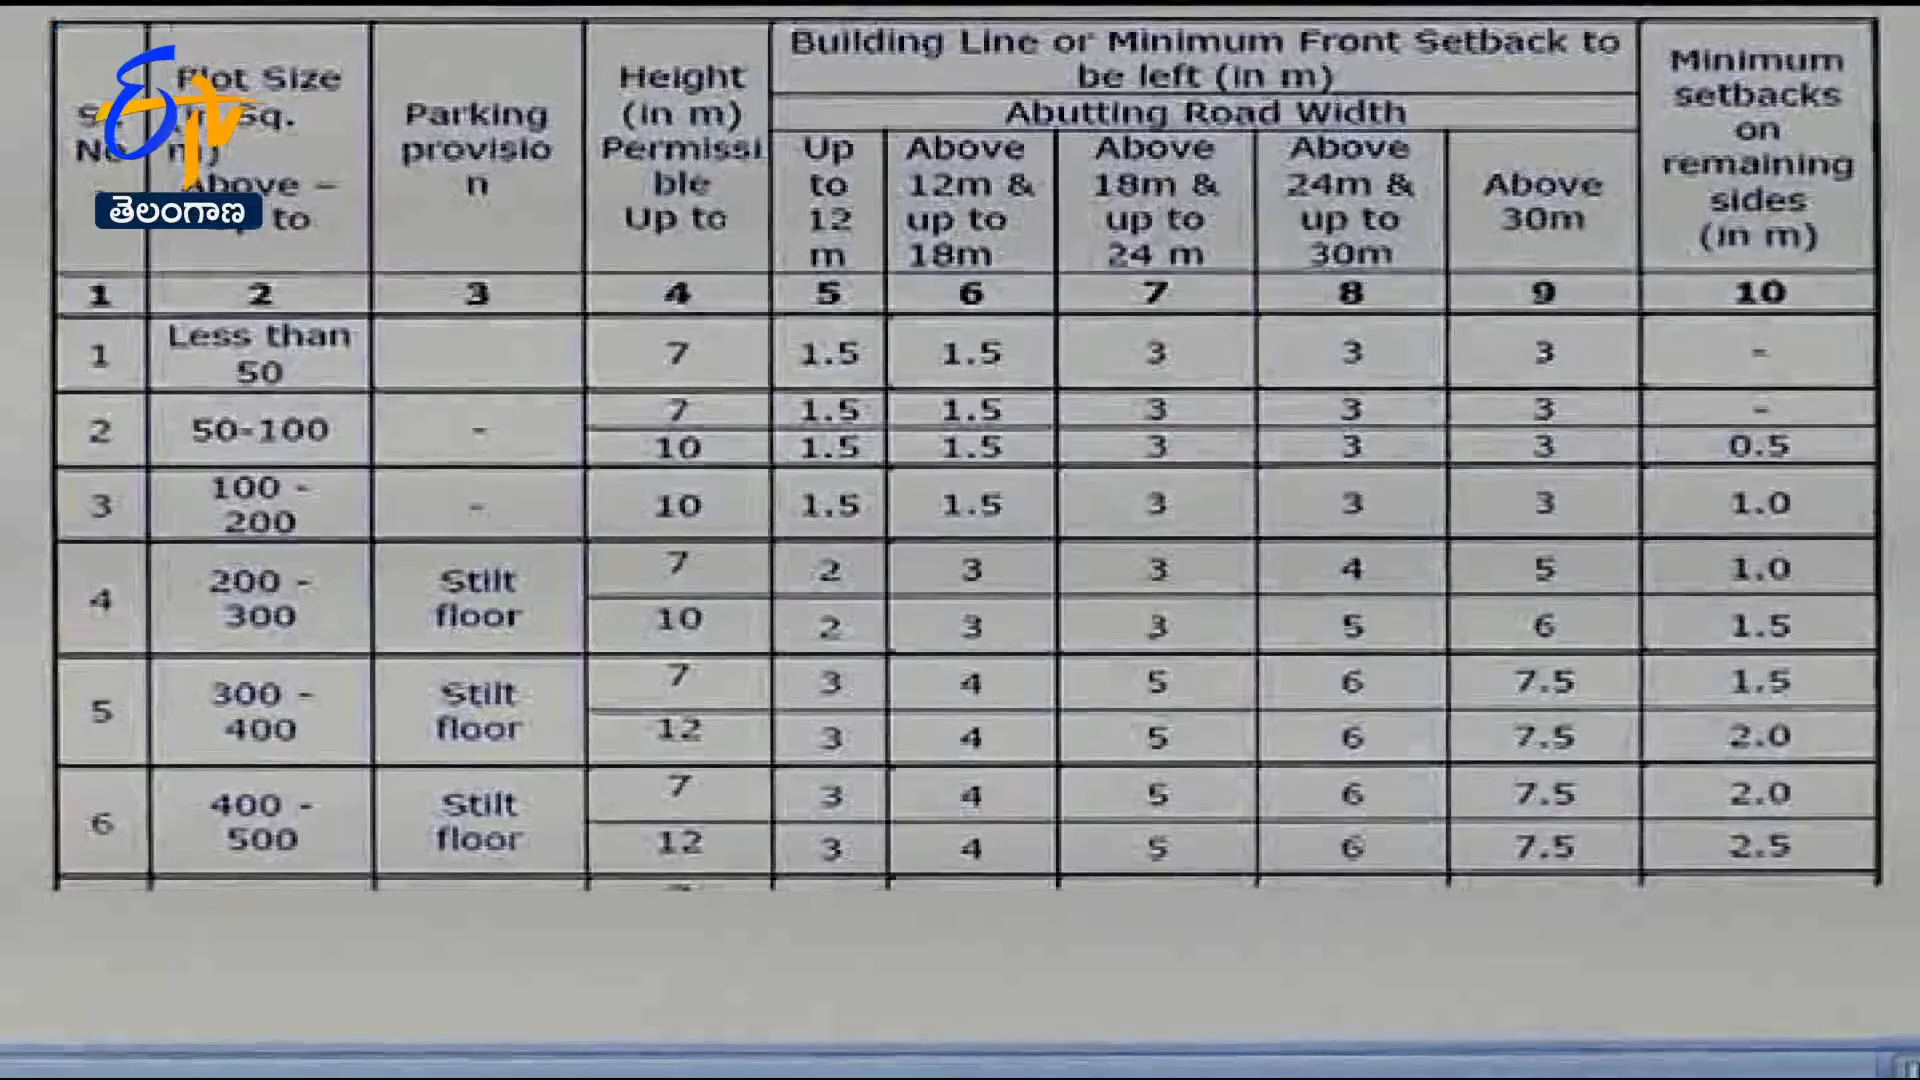 Building Line or Minimum Front Setback to
be left (in m)
Abutting Road Width
Plot Size
Sq.
m)
Above –
to
Parking
provisio
n
Height
(in m)
Permissi
ble
Up to
Up
to
12
m
Above
12m &
up to
18m
Above
18m &
up to
24 m
Above
24m &
up to
30m
Above
30m
Minimum
setbacks
on
remaining
sides
(in m)
ETV
తెలంగాణ
1 2 3 4 5 6 7 8 9 10
1 Less than 50 7 1.5 1.5 3 3 3 -
2 50-100 - 7 1.5 1.5 3 3 3 -
10 1.5 1.5 3 3 3 0.5
3 100 - 200 - 10 1.5 1.5 3 3 3 1.0
4 200 - 300 Stilt floor 7 2 3 3 4 5 1.0
10 2 3 3 5 6 1.5
5 300 - 400 Stilt floor 7 3 4 5 6 7.5 1.5
12 3 4 5 6 7.5 2.0
6 400 - 500 Stilt floor 7 3 4 5 6 7.5 2.0
12 3 4 5 6 7.5 2.5